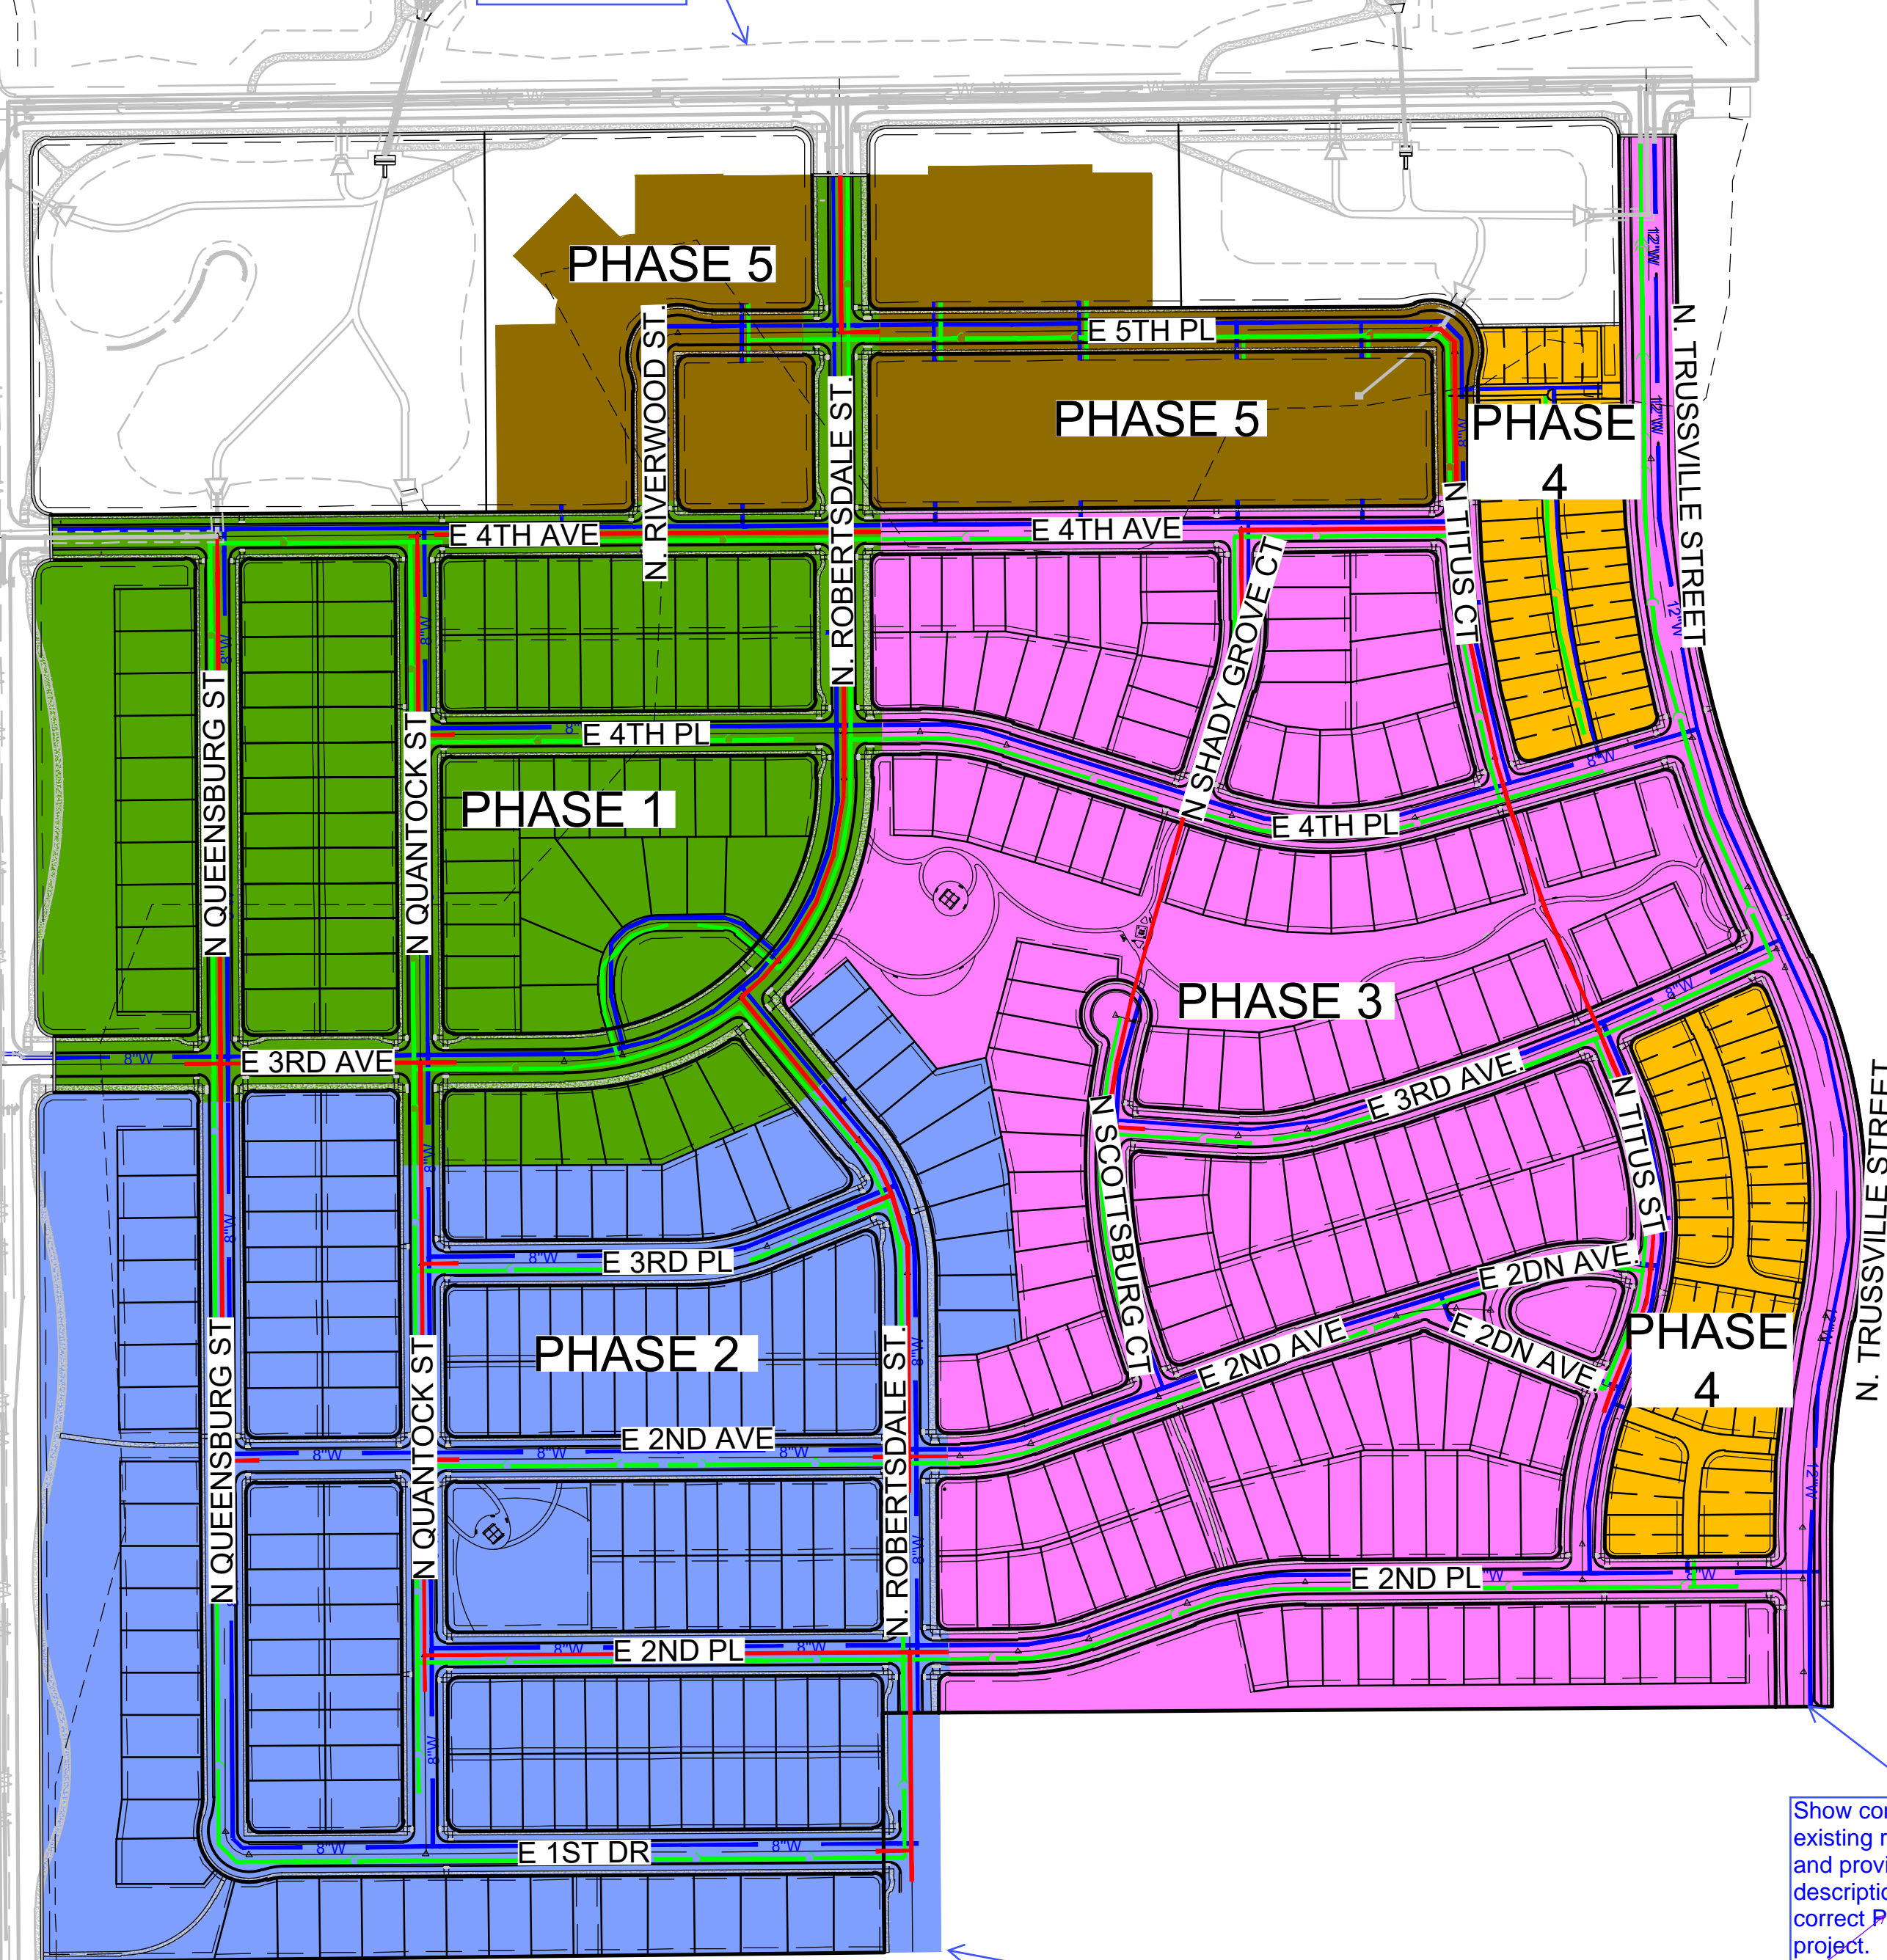 PHASE 5
N. RIVERWOOD ST.
E 5TH PL
PHASE 5
N. ROBERTSDALE ST.
PHASE
4
12"W
12"W
12"W
N. TRUSSVILLE STREET
8"W
E 4TH AVE
E 4TH AVE
N TITUS CT
N SHADY GROVE CT
8"W
8"W
N QUEENSBURG ST
N QUANTOCK ST
E 4TH PL
E 4TH PL
8"W
PHASE 1
PHASE 3
8"W
8"W
E 3RD AVE
E 3RD AVE.
N SCOTTSBURG CT
N TITUS ST
N. TRUSSVILLE STREET
8"W
8"W
8"W
E 3RD PL
E 2DN AVE.
E 2DN AVE.
E 2ND AVE
PHASE
4
12"W
PHASE 2
N QUEENSBURG ST
N QUANTOCK ST
N. ROBERTSDALE ST.
8"W
8"W
8"W
E 2ND AVE
8"W
12"W
8"W
E 2ND PL
"W
8"W
8"W
E 2ND PL
8"W
8"W
8"W
E 1ST DR
8"W
Show
existing
and
project.